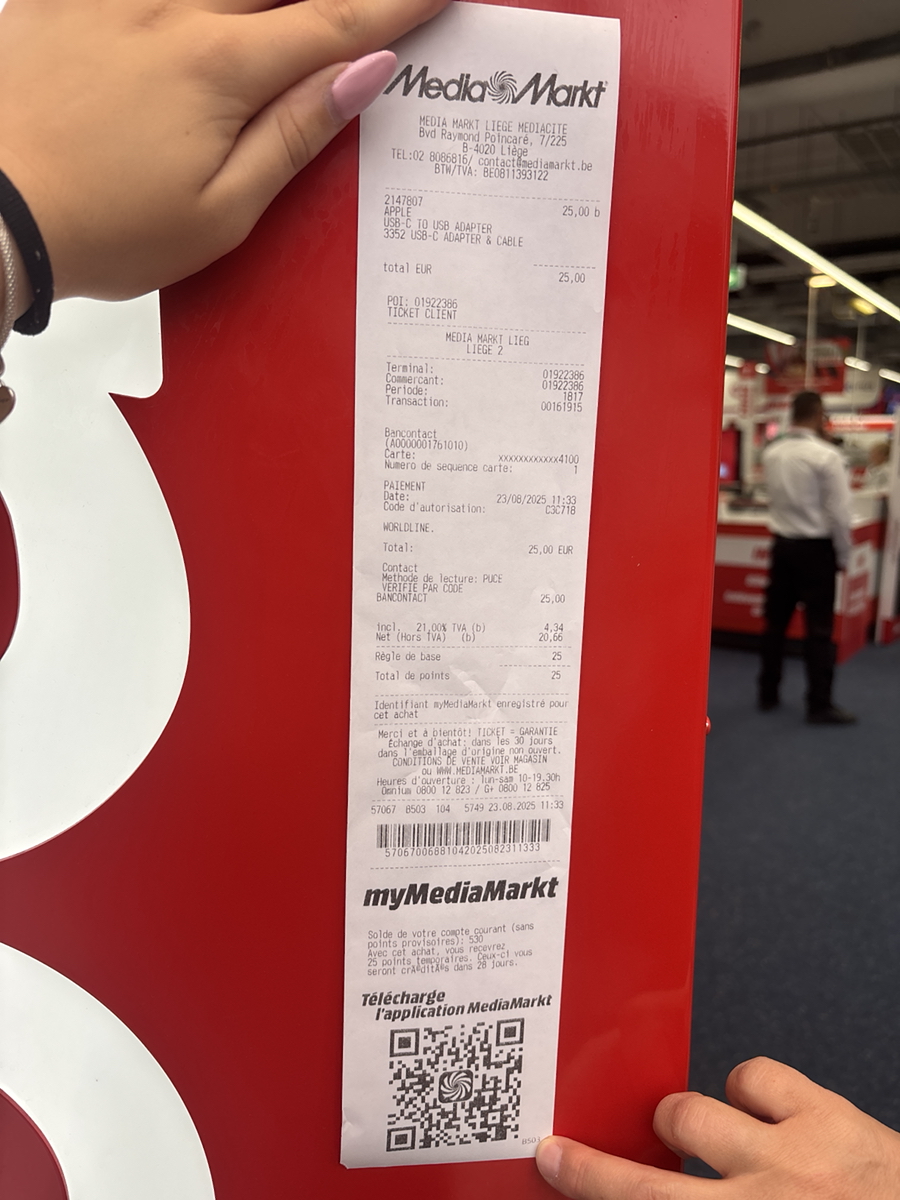 Media Markt
MEDIA MARKT LIEGE MEDIACITE
Bvd Raymond Poincaré, 7/225
B-4020 Liège
TEL:02 8086816/ contact@mediamarkt.be
BTW/TVA: BE0811393122
2147807 25,00 b
APPLE
USB-C TO USB ADAPTER
3352 USB-C ADAPTER & CABLE
total EUR 25,00
POI: 01922386
TICKET CLIENT
MEDIA MARKT LIEG
LIEGE 2
Terminal: 01922386
Commercant: 01922386
Periode: 1817
Transaction: 00161915
Bancontact
(A0000001761010)
Carte: xxxxxxxxxxxx4100
Numero de sequence carte: 1
PAIEMENT
Date: 23/08/2025 11:33
Code d'autorisation: C3C718
WORLDLINE.
Total: 25,00 EUR
Contact
Methode de lecture: PUCE
VERIFIE PAR CODE
BANCONTACT 25,00
incl. 21,00% TVA (b) 4,34
Net (Hors TVA) (b) 20,66
Règle de base 25
Total de points 25
Identifiant myMediaMarkt enregistré pour
cet achat
Merci et à bientôt! TICKET = GARANTIE
Échange d'achat: dans les 30 jours
dans l'emballage d'origine non ouvert.
CONDITIONS DE VENTE VOIR MAGASIN
ou WWW.MEDIAMARKT.BE
Heures d'ouverture : lun-sam 10-19.30h
Omnium 0800 12 823 / G+ 0800 12 825
57067 B503 104 5749 23.08.2025 11:33
5706700688104202508231​1333
myMediaMarkt
Solde de votre compte courant (sans
points provisoires): 530
Avec cet achat, vous recevrez
25 points temporaires. Ceux-ci vous
seront crÃ©ditÃ©s dans 28 jours.
Télécharge
l'application MediaMarkt
B503